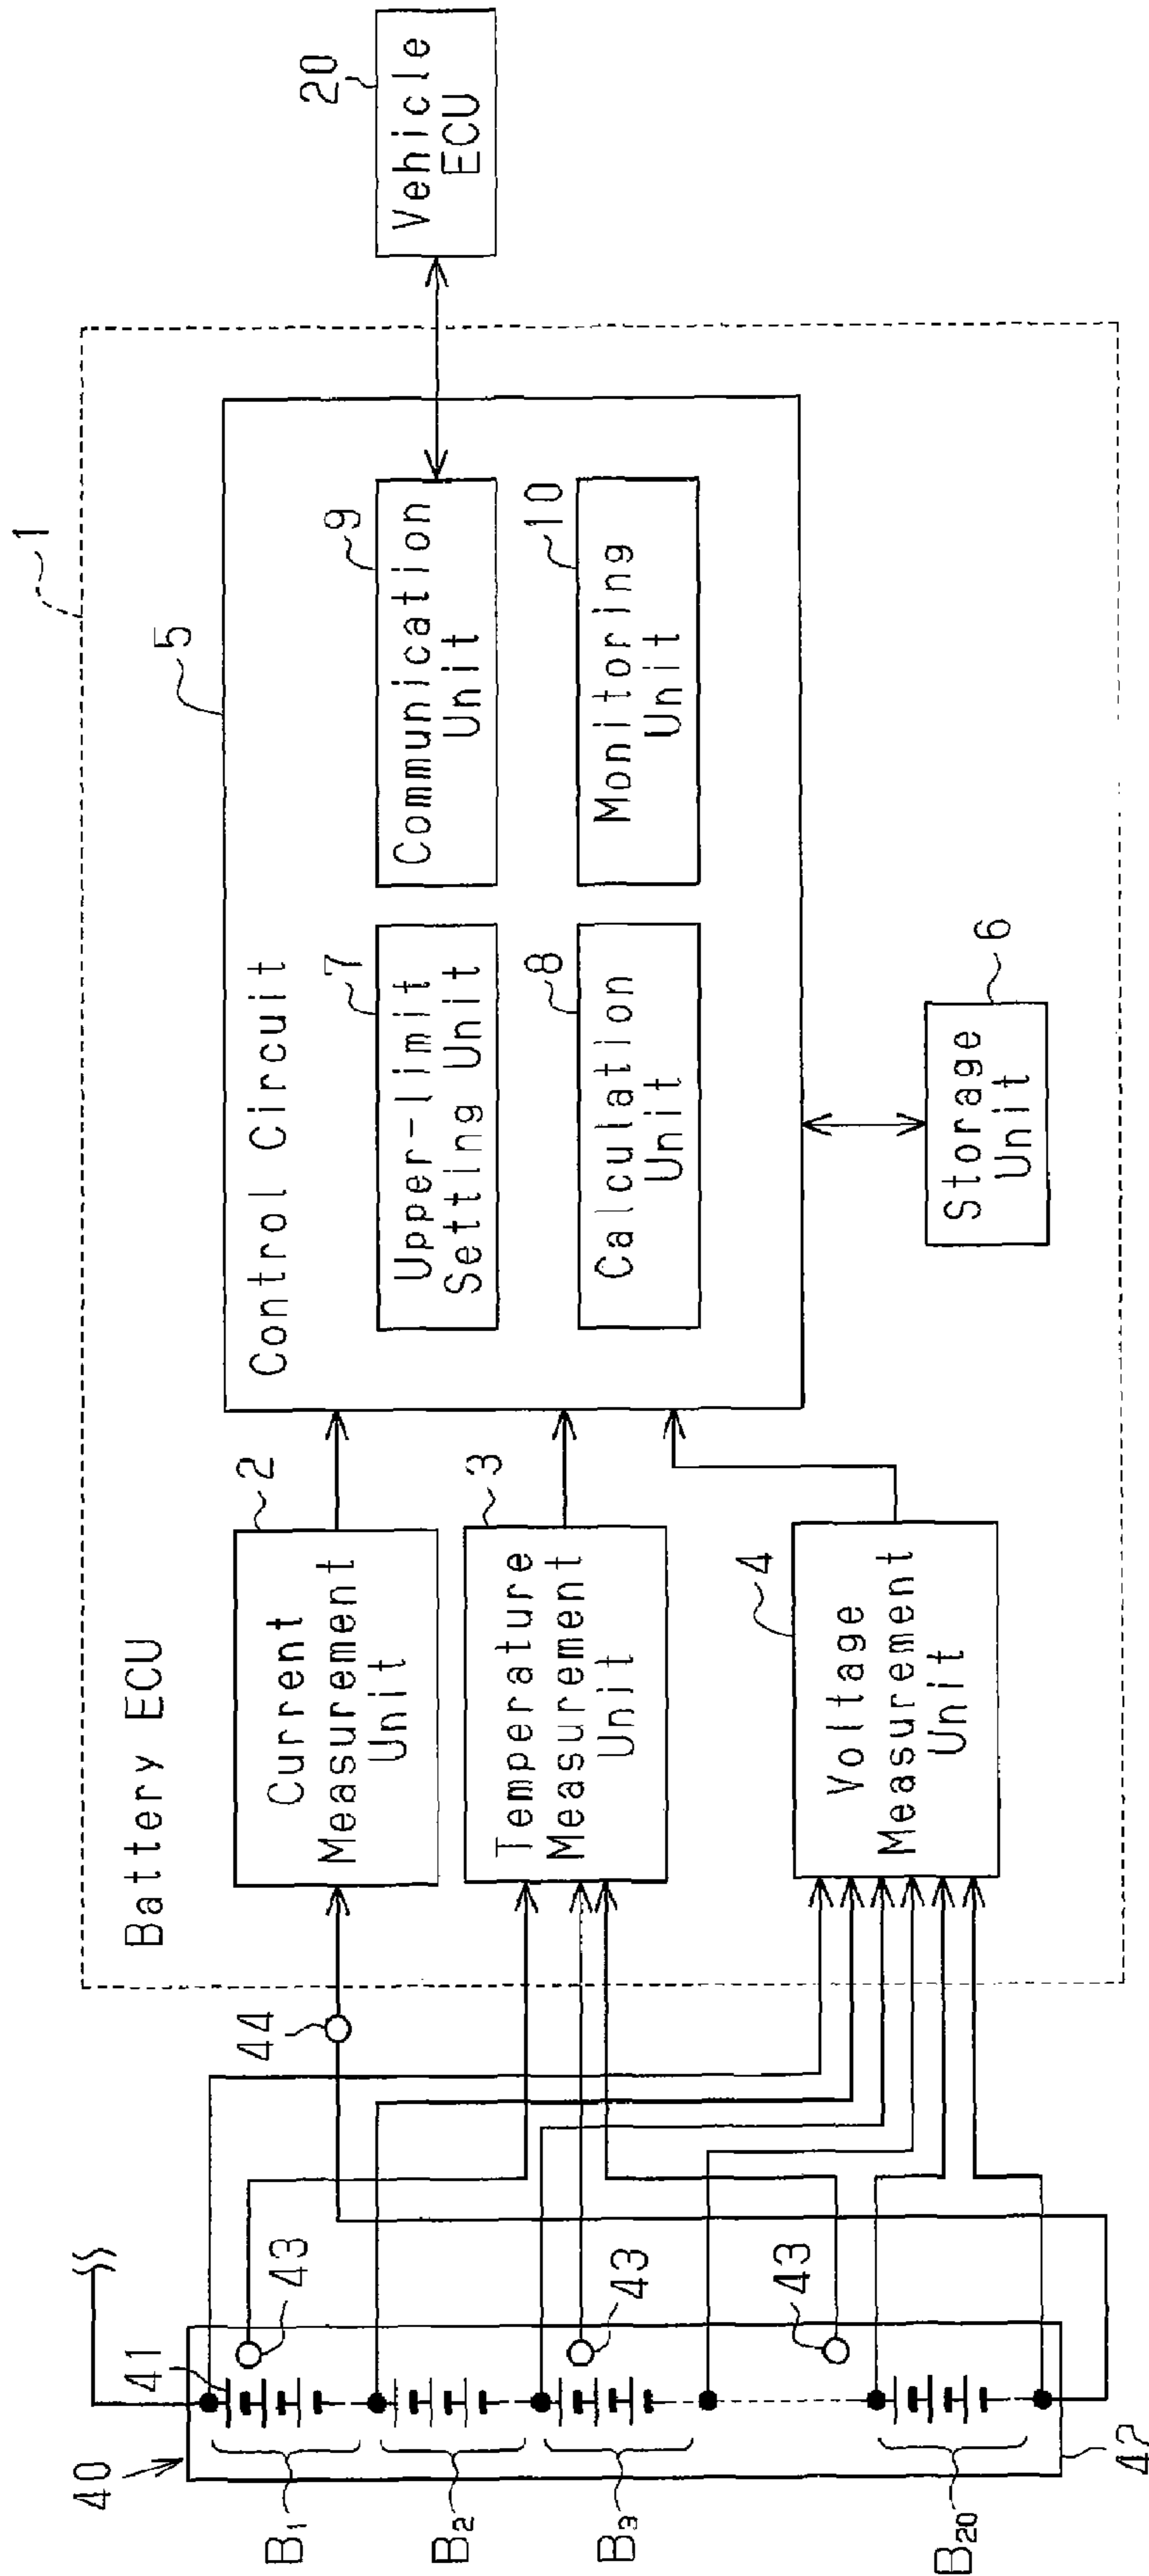 1
Battery ECU
5
Control Circuit
2
Current
Measurement
Unit
3
Temperature
Measurement
Unit
4
Voltage
Measurement
Unit
7
Upper-limit
Setting Unit
9
Communication
Unit
8
Calculation
Unit
10
Monitoring
Unit
6
Storage
Unit
20
Vehicle
ECU
40
41
43
43
43
44
42
B1
B2
B3
B20